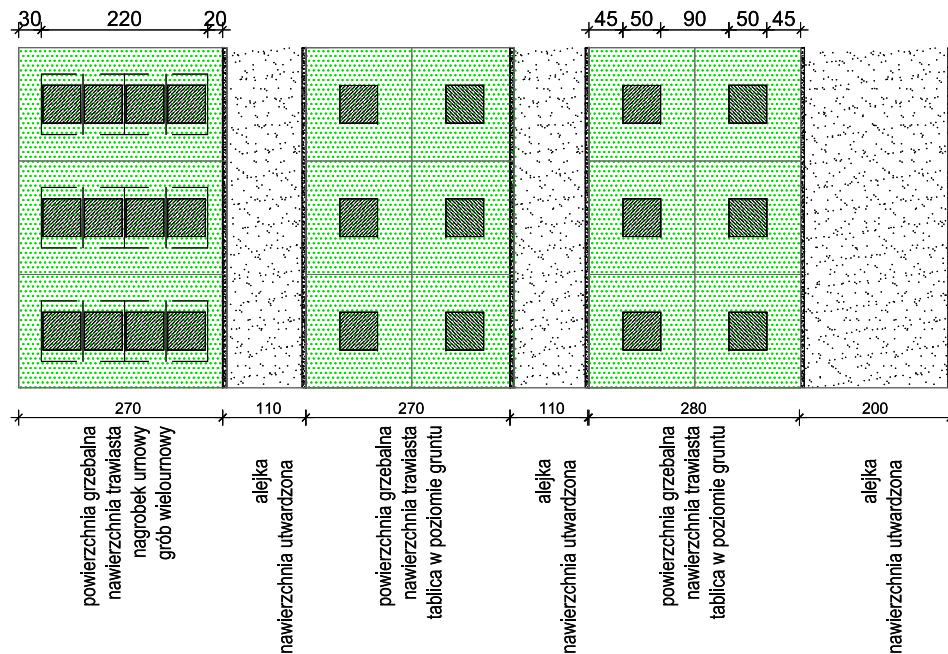 30 220 20
45 50 90 50 45
270 110 270 110 280 200
powierzchnia grzebalna
nawierzchnia trawiasta
nagrobek urnowy
grób wielournowy
alejka
nawierzchnia utwardzona
powierzchnia grzebalna
nawierzchnia trawiasta
tablica w poziomie gruntu
alejka
nawierzchnia utwardzona
powierzchnia grzebalna
nawierzchnia trawiasta
tablica w poziomie gruntu
alejka
nawierzchnia utwardzona